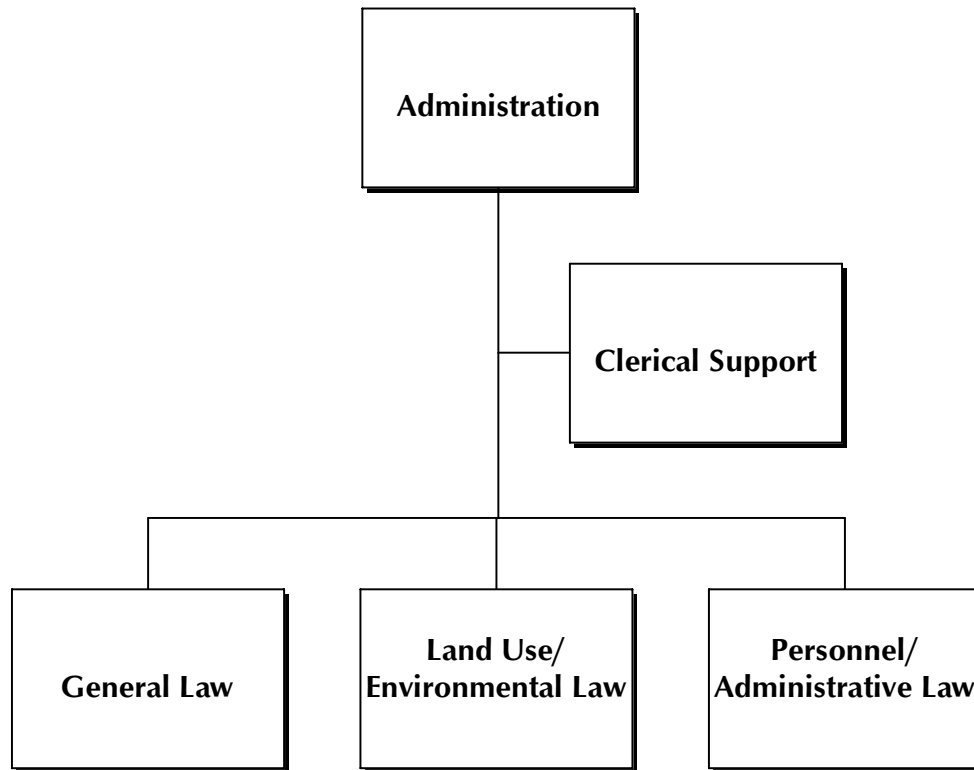 Administration
Clerical Support
General Law
Land Use/
Environmental Law
Personnel/
Administrative Law